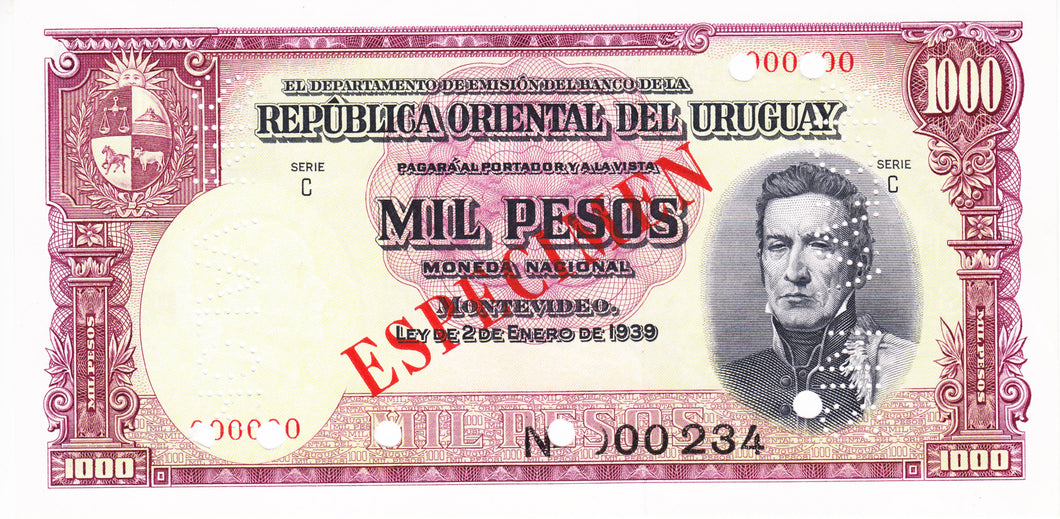 1000
000000
EL DEPARTAMENTO DE EMISIÓN DEL BANCO DE LA
REPÚBLICA ORIENTAL DEL URUGUAY
SERIE
C
PAGARÁ AL PORTADOR Y A LA VISTA
SERIE
C
MIL PESOS
MONEDA NACIONAL
MONTEVIDEO.
LEY DE 2 DE ENERO DE 1939
ESPECIMEN
MIL PESOS
MIL PESOS
000000
MIL PESOS
N 000 234
1000
1000